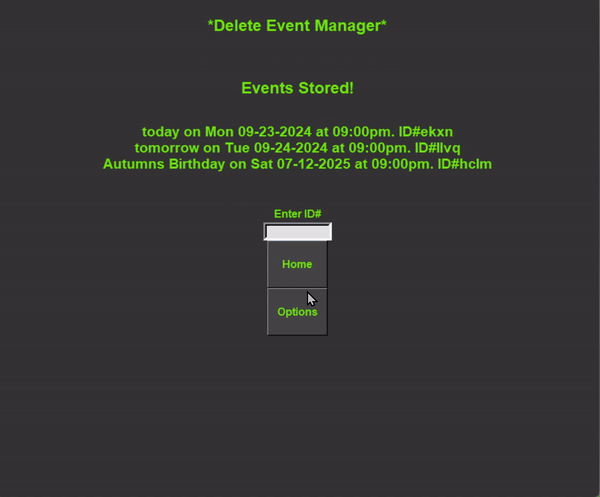 *Delete Event Manager*
Events Stored!
today on Mon 09-23-2024 at 09:00pm. ID#ekxn
tomorrow on Tue 09-24-2024 at 09:00pm. ID#llvq
Autumns Birthday on Sat 07-12-2025 at 09:00pm. ID#hclm
Enter ID#
Home
Options